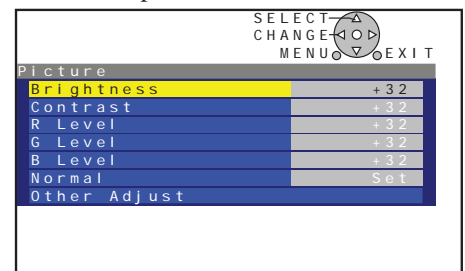 SELECT
CHANGE
MENU EXIT
Picture
Brightness +32
Contrast +32
R Level +32
G Level +32
B Level +32
Normal Set
Other Adjust